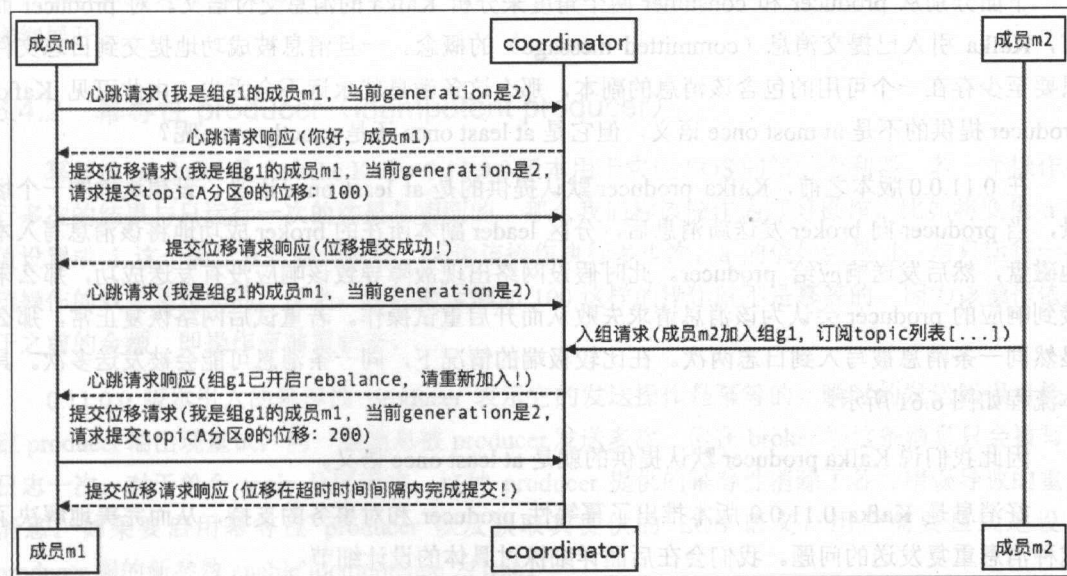 成员m1
coordinator
成员m2
心跳请求(我是组g1的成员m1, 当前generation是2)
心跳请求响应(你好, 成员m1)
提交位移请求(我是组g1的成员m1, 当前generation是2,
请求提交topicA分区0的位移: 100)
提交位移请求响应(位移提交成功!)
心跳请求(我是组g1的成员m1, 当前generation是2)
入组请求(成员m2加入组g1, 订阅topic列表[...])
心跳请求响应(组g1已开启rebalance, 请重新加入!)
提交位移请求(我是组g1的成员m1, 当前generation是2,
请求提交topicA分区0的位移: 200)
提交位移请求响应(位移在超时时间间隔内完成提交!)
成员m1
coordinator
成员m2